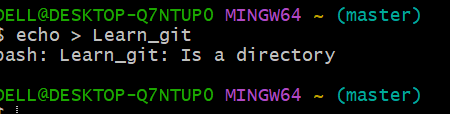 DELL@DESKTOP-Q7NTUP0 MINGW64 ~ (master)
$ echo > Learn_git
bash: Learn_git: Is a directory
DELL@DESKTOP-Q7NTUP0 MINGW64 ~ (master)
$